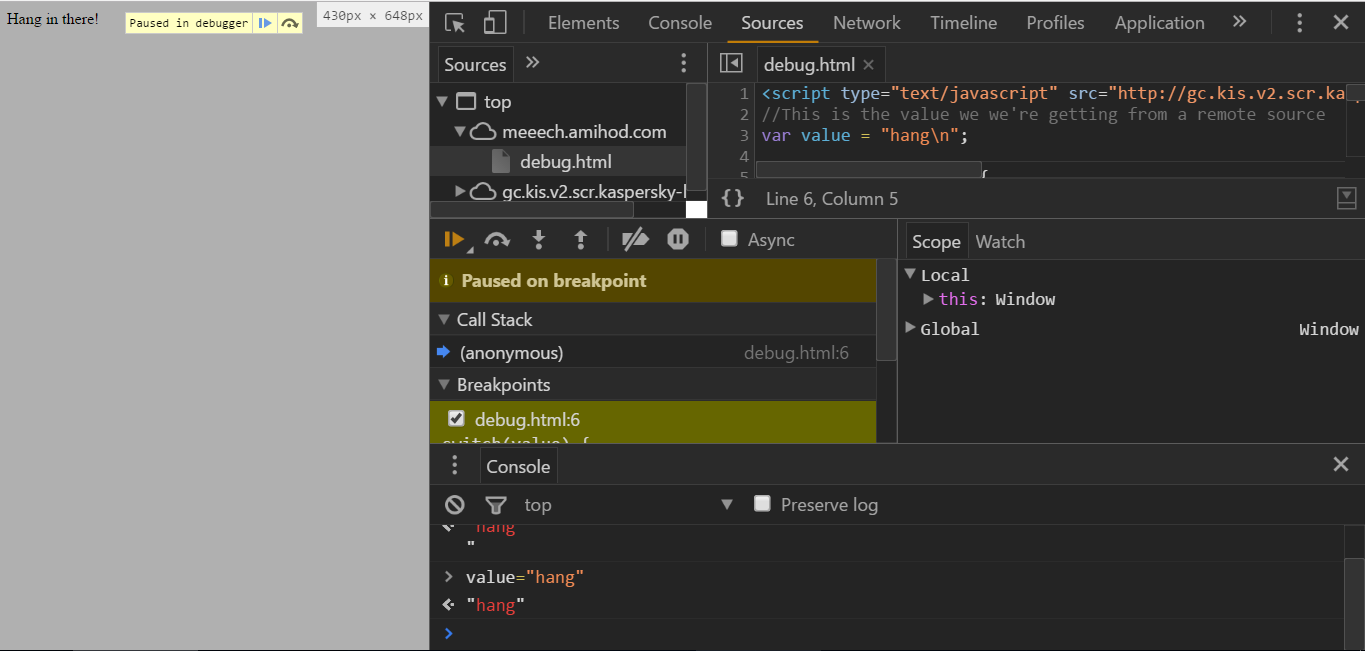 Hang in there!
Paused in debugger
430px × 648px
Elements Console Sources Network Timeline Profiles Application »
Sources »
top
meeech.amihod.com
debug.html
gc.kis.v2.scr.kaspersky-
debug.html ×
1 <script type="text/javascript" src="http://gc.kis.v2.scr.ka
2 //This is the value we we're getting from a remote source
3 var value = "hang\n";
4
5 {
{} Line 6, Column 5
Async
Paused on breakpoint
Call Stack
(anonymous) debug.html:6
Breakpoints
debug.html:6
switch(value) {
Scope Watch
Local
this: Window
Global Window
Console
top Preserve log
"hang
"
> value="hang"
"hang"
>